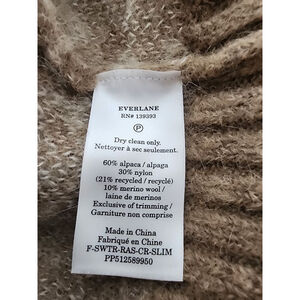 EVERLANE
RN# 139393
P
Dry clean only.
Nettoyer à sec seulement.
60% alpaca / alpaga
30% nylon
(21% recycled / recyclé)
10% merino wool /
laine de merinos
Exclusive of trimming /
Garniture non comprise
Made in China
Fabriqué en Chine
F-SWTR-RAS-CR-SLIM
PP512589950